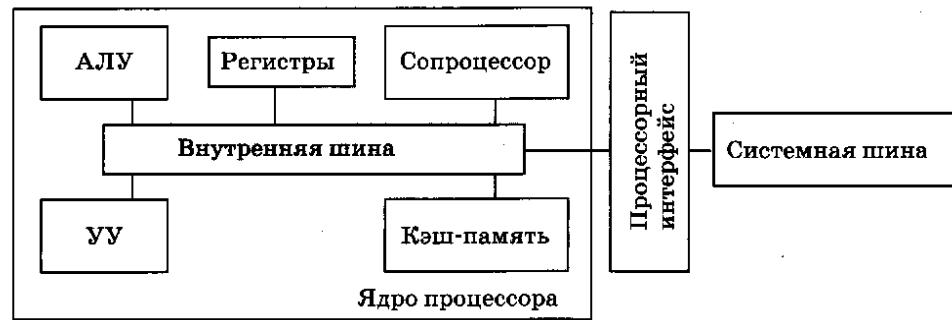 АЛУ
Регистры
Сопроцессор
Внутренняя шина
УУ
Кэш-память
Ядро процессора
Процессорный
интерфейс
Системная шина